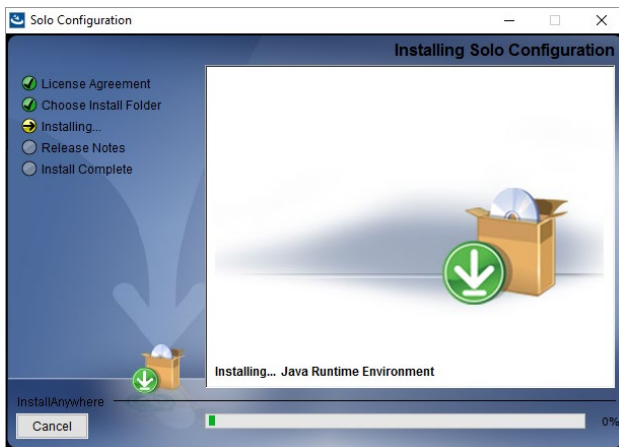 Solo Configuration
Installing Solo Configuration
License Agreement
Choose Install Folder
Installing...
Release Notes
Install Complete
Installing... Java Runtime Environment
InstallAnywhere
Cancel
0%